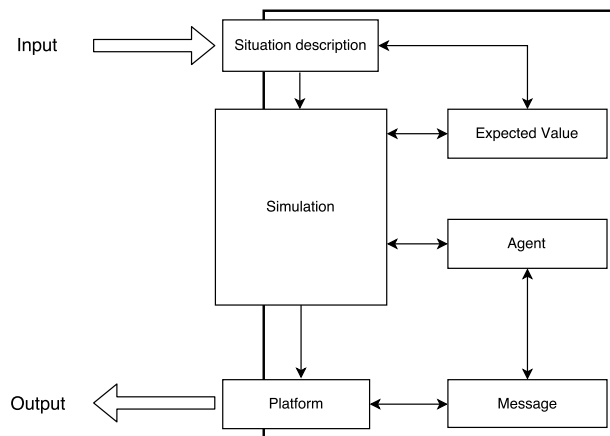 Input
Situation description
Expected Value
Simulation
Agent
Output
Platform
Message